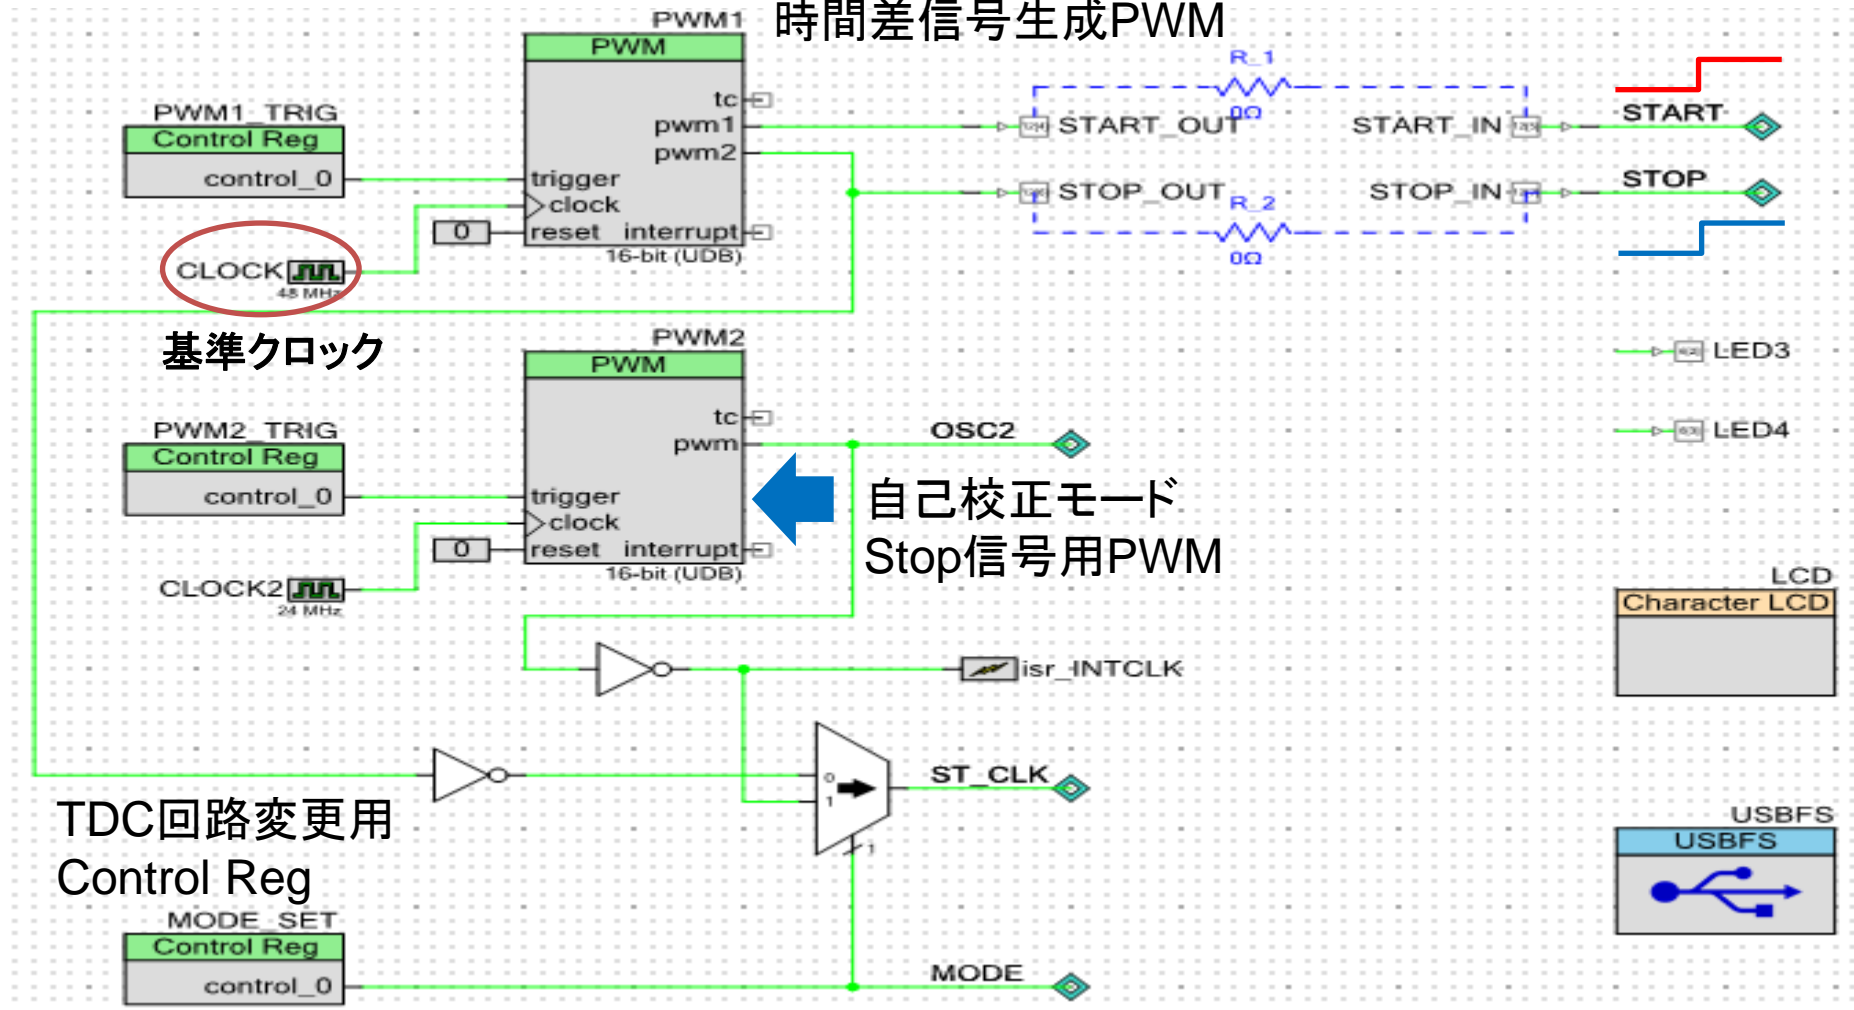 時間差信号生成PWM
PWM1
PWM
tc
pwm1
pwm2
trigger
clock
reset
interrupt
16-bit (UDB)
PWM1_TRIG
Control Reg
control_0
0
CLOCK
48 MHz
基準クロック
R_1
0Ω
START_OUT
START_IN
START
STOP_OUT
STOP_IN
STOP
R_2
0Ω
LED3
LED4
PWM2
PWM
tc
pwm
trigger
clock
reset
interrupt
16-bit (UDB)
PWM2_TRIG
Control Reg
control_0
0
CLOCK2
24 MHz
OSC2
自己校正モード
Stop信号用PWM
isr_INTCLK
0
1
1
ST_CLK
LCD
Character LCD
TDC回路変更用
Control Reg
MODE_SET
Control Reg
control_0
MODE
USBFS
USBFS